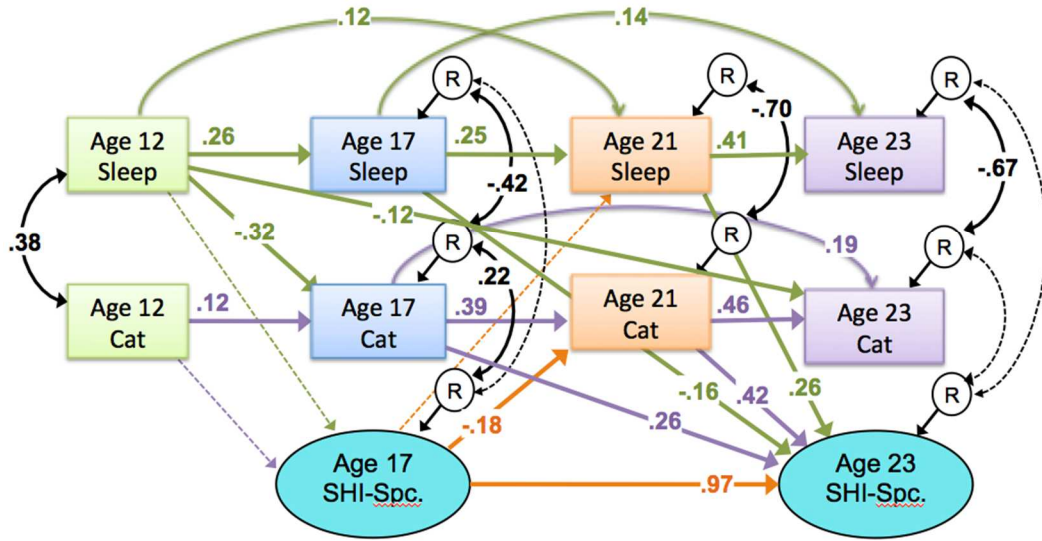 .12
.14
R
R
R
-.70
Age 12
Sleep
.26
Age 17
Sleep
.25
Age 21
Sleep
.41
Age 23
Sleep
-.42
-.67
-.12
.38
-.32
R
R
R
.22
.19
Age 12
Cat
.12
Age 17
Cat
.39
Age 21
Cat
.46
Age 23
Cat
R
R
-.18
.26
-.16
.42
.26
Age 17
SHI-Spc.
.97
Age 23
SHI-Spc.